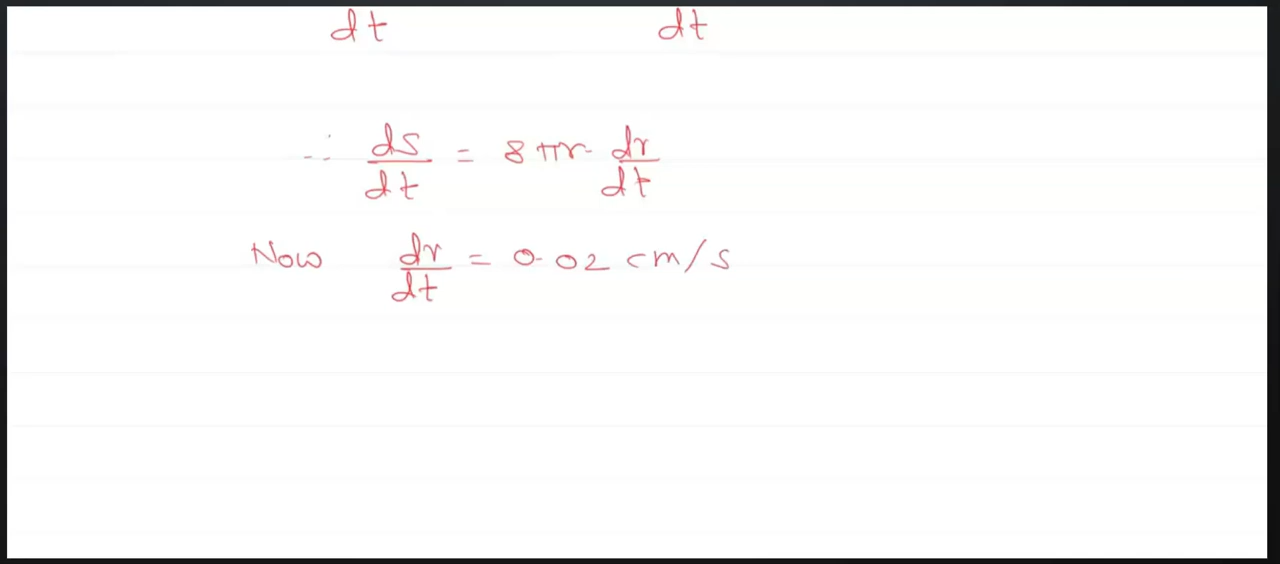 dt dt
∴ ds/dt = 8πr · dr/dt
Now dr/dt = 0.02 cm/s